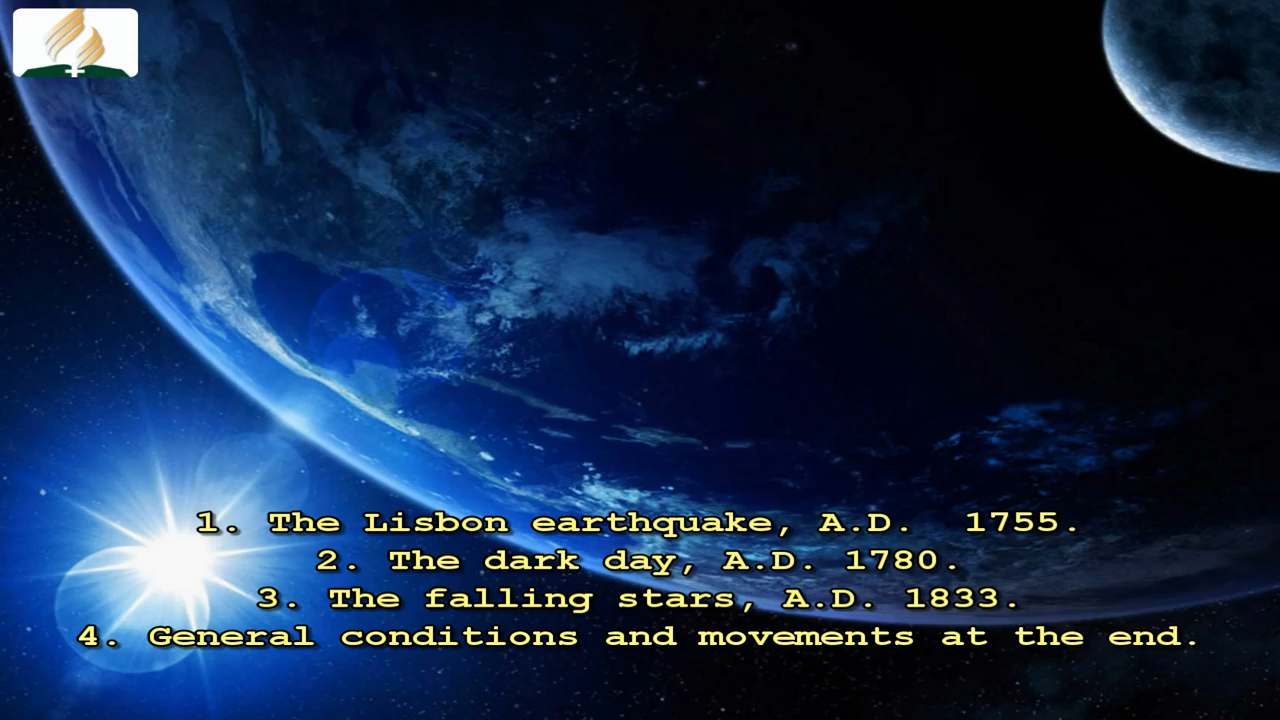 1. The Lisbon earthquake, A.D.  1755.
2. The dark day, A.D. 1780.
3. The falling stars, A.D. 1833.
4. General conditions and movements at the end.